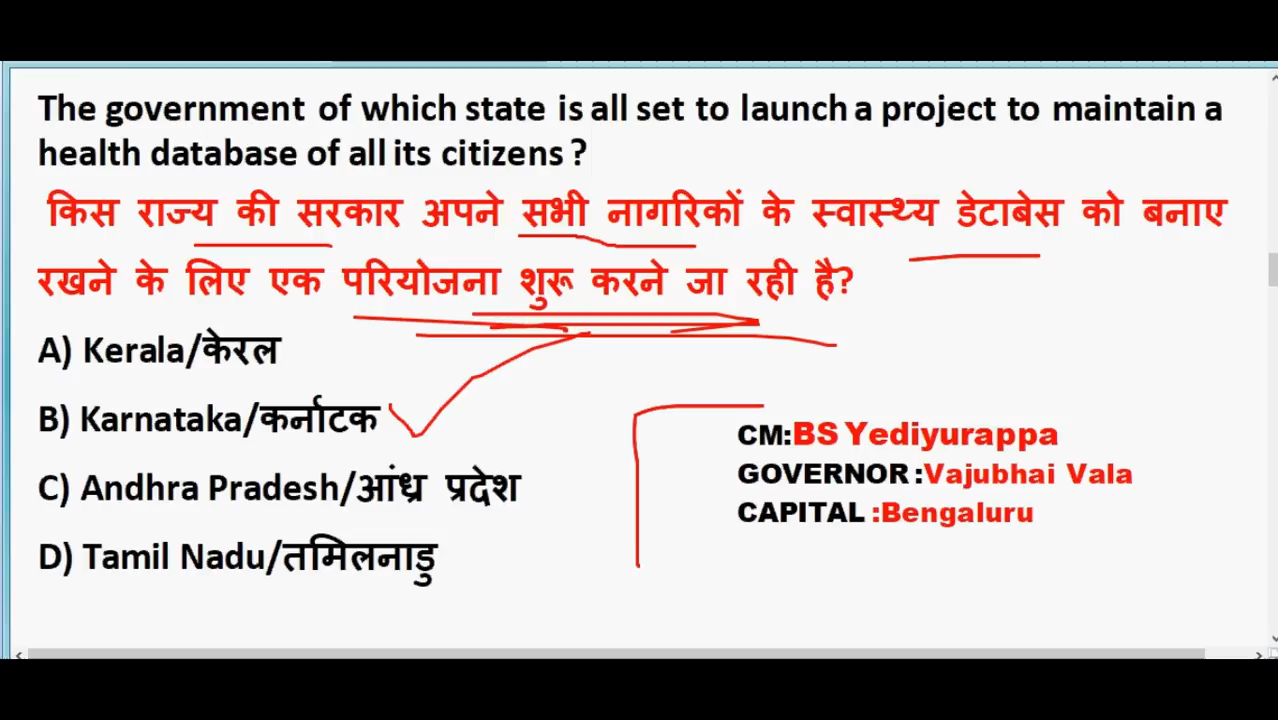 The government of which state is all set to launch a project to maintain a
health database of all its citizens ?
किस राज्य की सरकार अपने सभी नागरिकों के स्वास्थ्य डेटाबेस को बनाए
रखने के लिए एक परियोजना शुरू करने जा रही है?
A) Kerala/केरल
B) Karnataka/कर्नाटक
C) Andhra Pradesh/आंध्र प्रदेश
D) Tamil Nadu/तमिलनाडु
CM:BS Yediyurappa
GOVERNOR :Vajubhai Vala
CAPITAL :Bengaluru